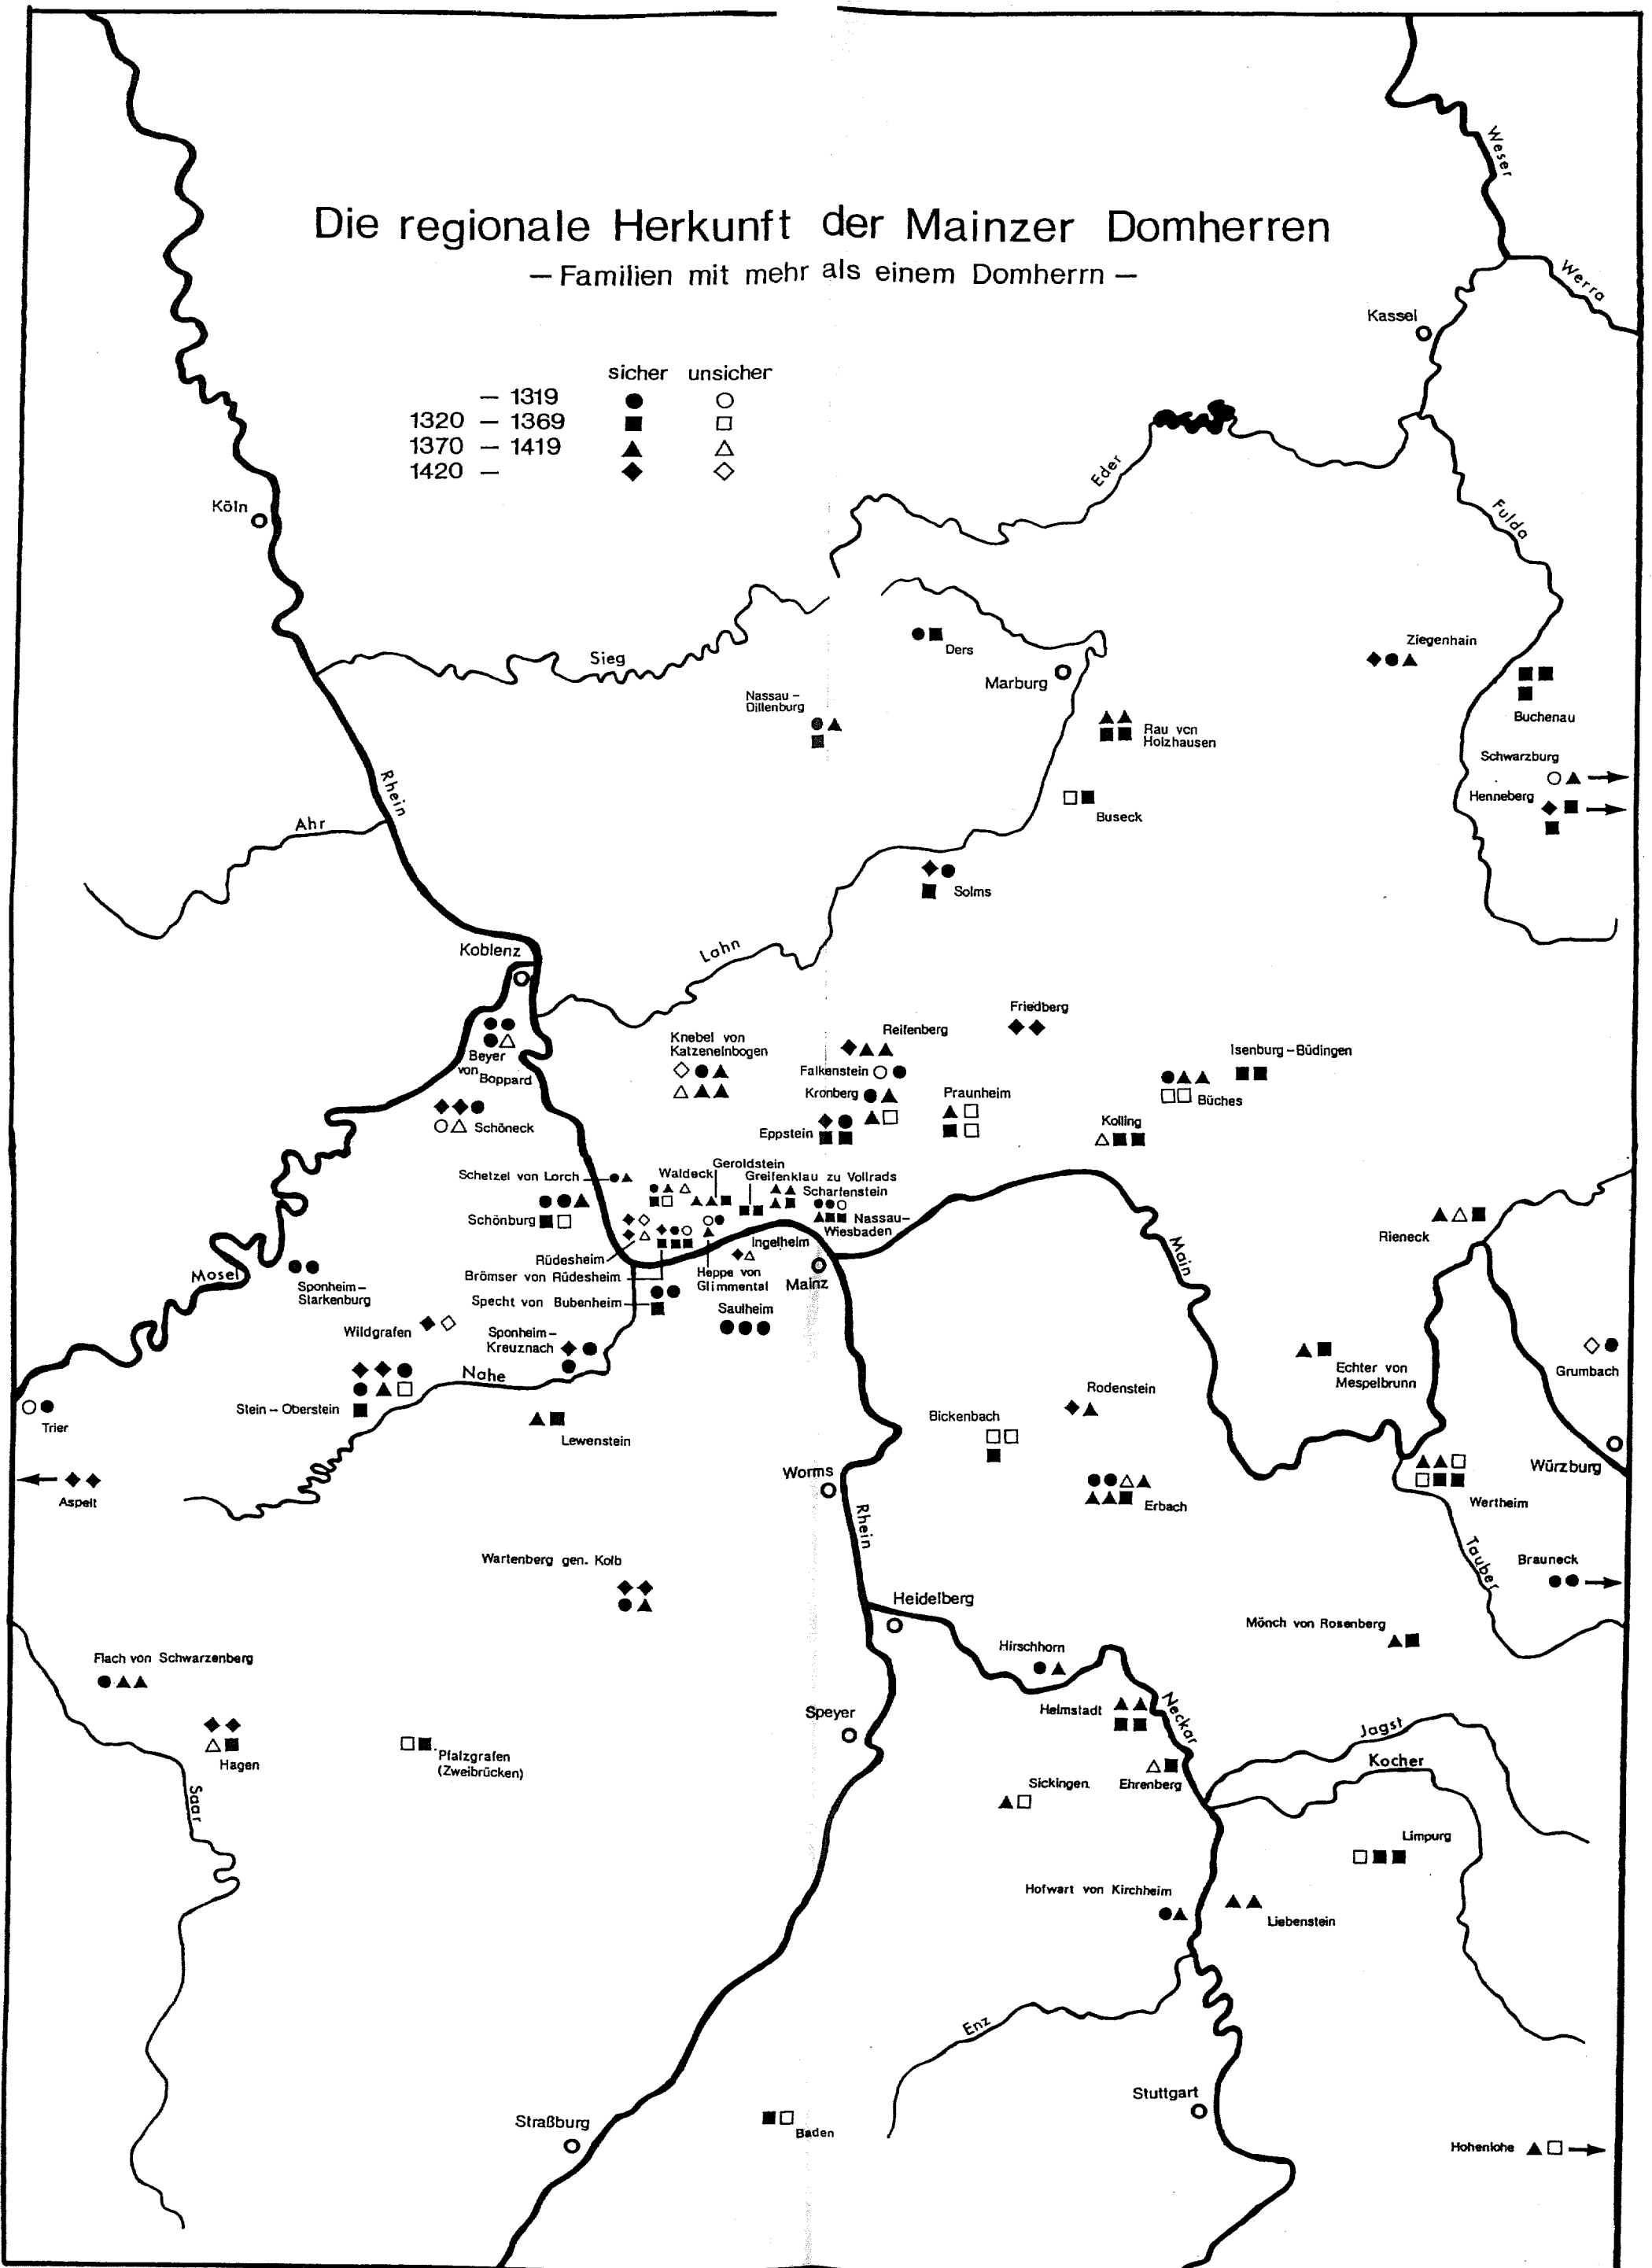 Die regionale Herkunft der Mainzer Domherren
— Familien mit mehr als einem Domherrn —
sicher unsicher
— 1319
1320 — 1369
1370 — 1419
1420 —
Weser
Werra
Kassel
Eder
Fulda
Köln
Sieg
Ders
Marburg
Ziegenhain
Buchenau
Nassau –
Dillenburg
Rau von
Holzhausen
Schwarzburg
Henneberg
Rhein
Ahr
Buseck
Solms
Lahn
Koblenz
Friedberg
Beyer
von Boppard
Knebel von
Katzenelnbogen
Reifenberg
Falkenstein
Kronberg
Praunheim
Isenburg – Büdingen
Büches
Eppstein
Kolling
Schöneck
Schetzel von Lorch
Waldeck
Geroldstein
Greifenklau zu Vollrads
Scharfenstein
Schönburg
Nassau–
Wiesbaden
Rieneck
Main
Rüdesheim
Ingelheim
Brömser von Rüdesheim
Heppe von
Glimmental
Mainz
Mosel
Sponheim–
Starkenburg
Specht von Bubenheim
Saulheim
Wildgrafen
Sponheim–
Kreuznach
Nahe
Echter von
Mespelbrunn
Grumbach
Stein – Oberstein
Trier
Lewenstein
Rodenstein
Bickenbach
Worms
Würzburg
Aspelt
Erbach
Wertheim
Rhein
Tauber
Wartenberg gen. Kolb
Brauneck
Heidelberg
Mönch von Rosenberg
Hirschhorn
Flach von Schwarzenberg
Helmstadt
Neckar
Speyer
Jagst
Hagen
Pfalzgrafen
(Zweibrücken)
Kocher
Sickingen
Ehrenberg
Saar
Limpurg
Hofwart von Kirchheim
Liebenstein
Enz
Stuttgart
Straßburg
Baden
Hohenlohe